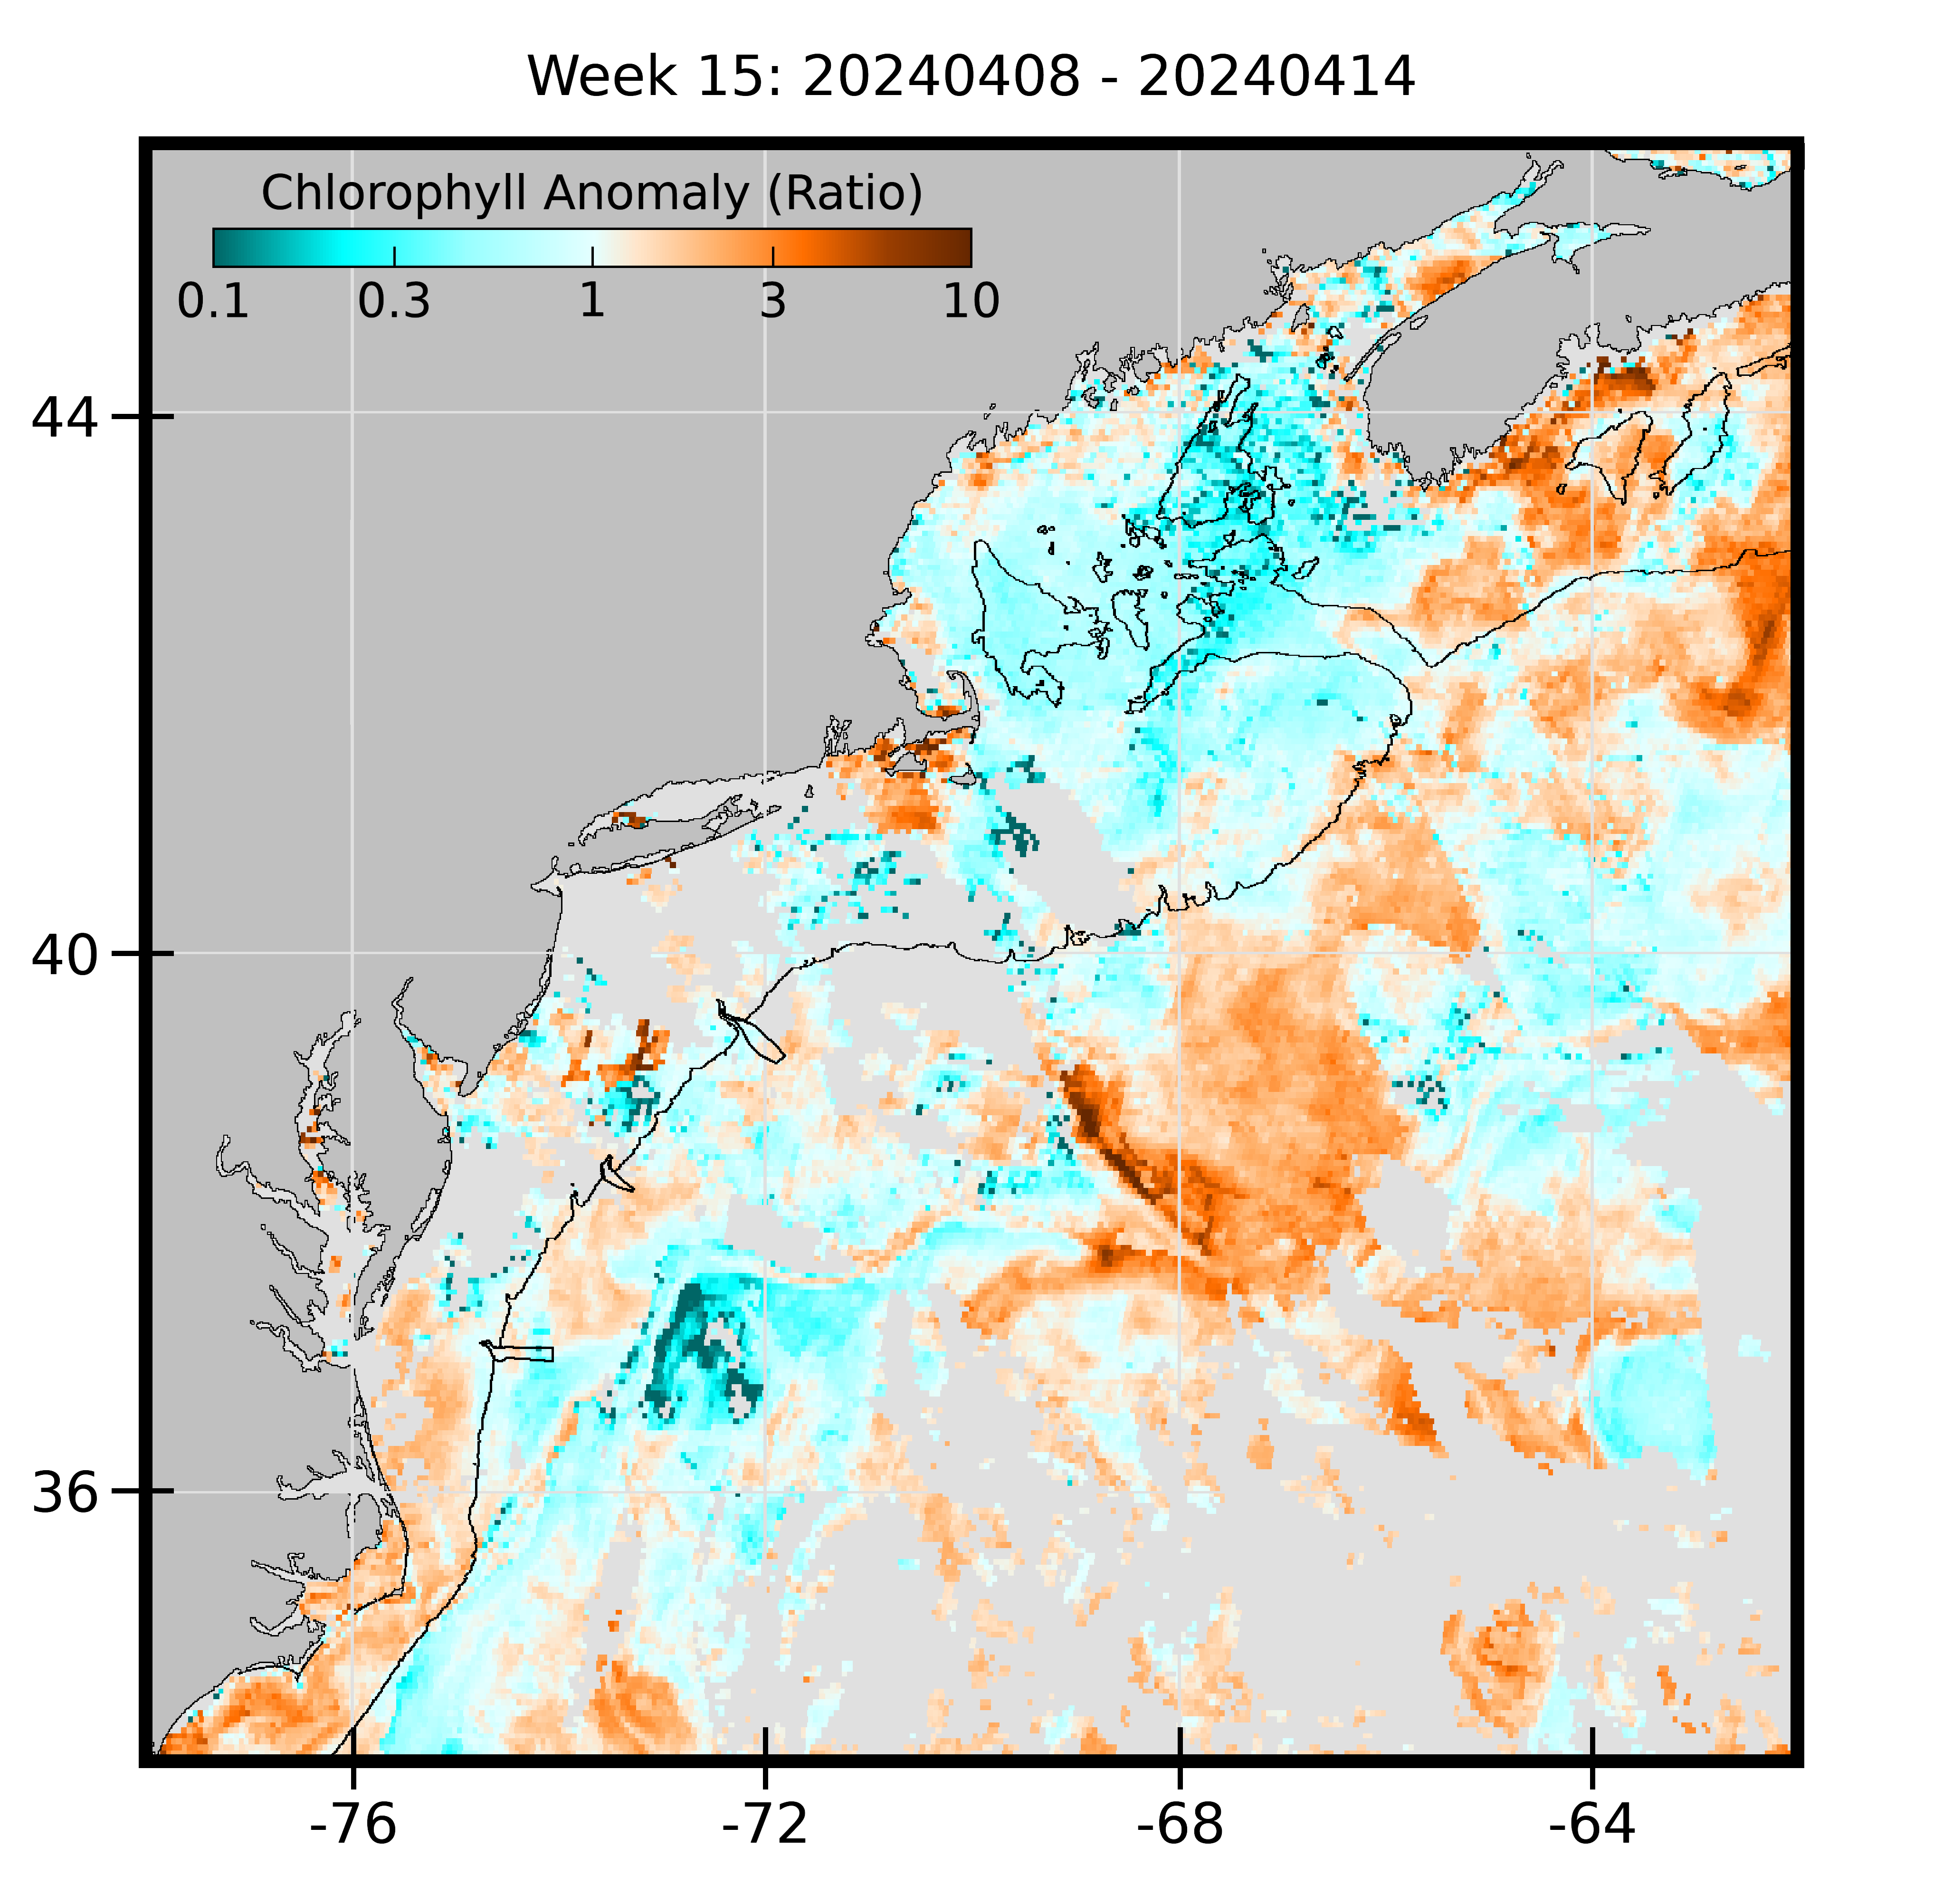 Week 15: 20240408 - 20240414
Chlorophyll Anomaly (Ratio)
0.1 0.3 1 3 10
44
40
36
-76 -72 -68 -64